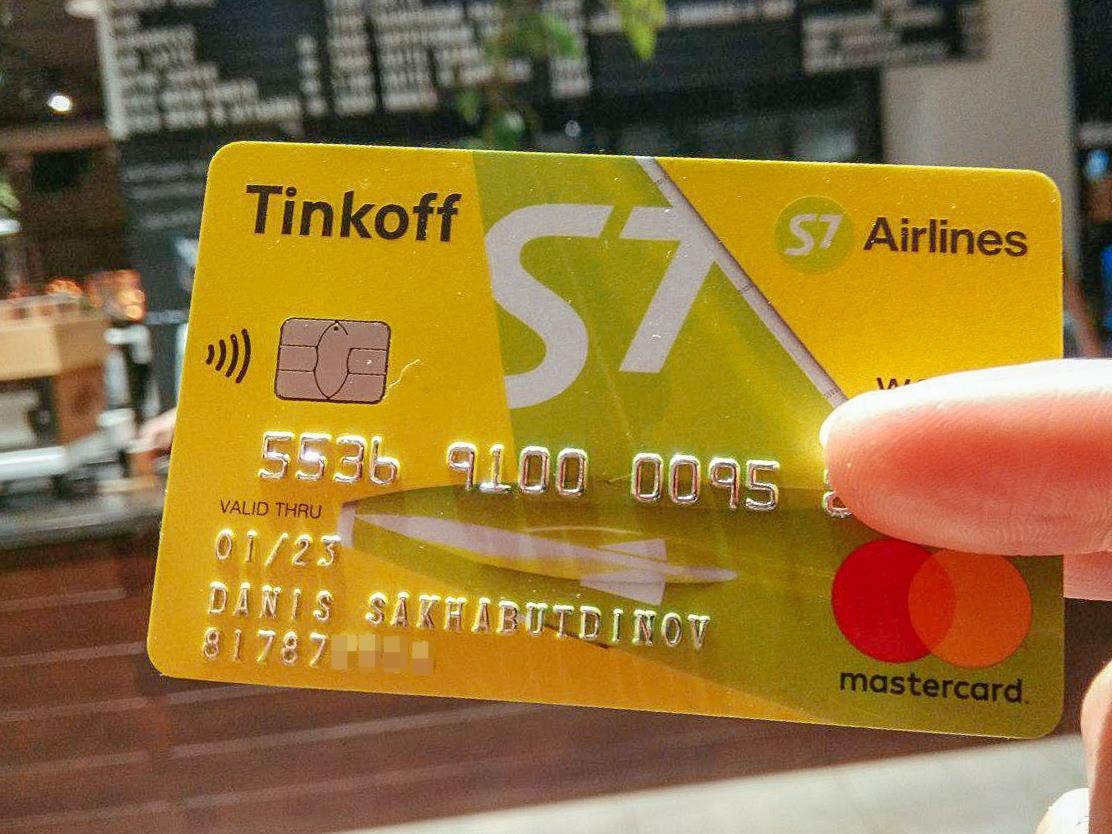 Tinkoff
S7
S7 Airlines
5536 9100 0095
VALID THRU
01/23
DANIS SAKHABUTDINOV
81787
mastercard.